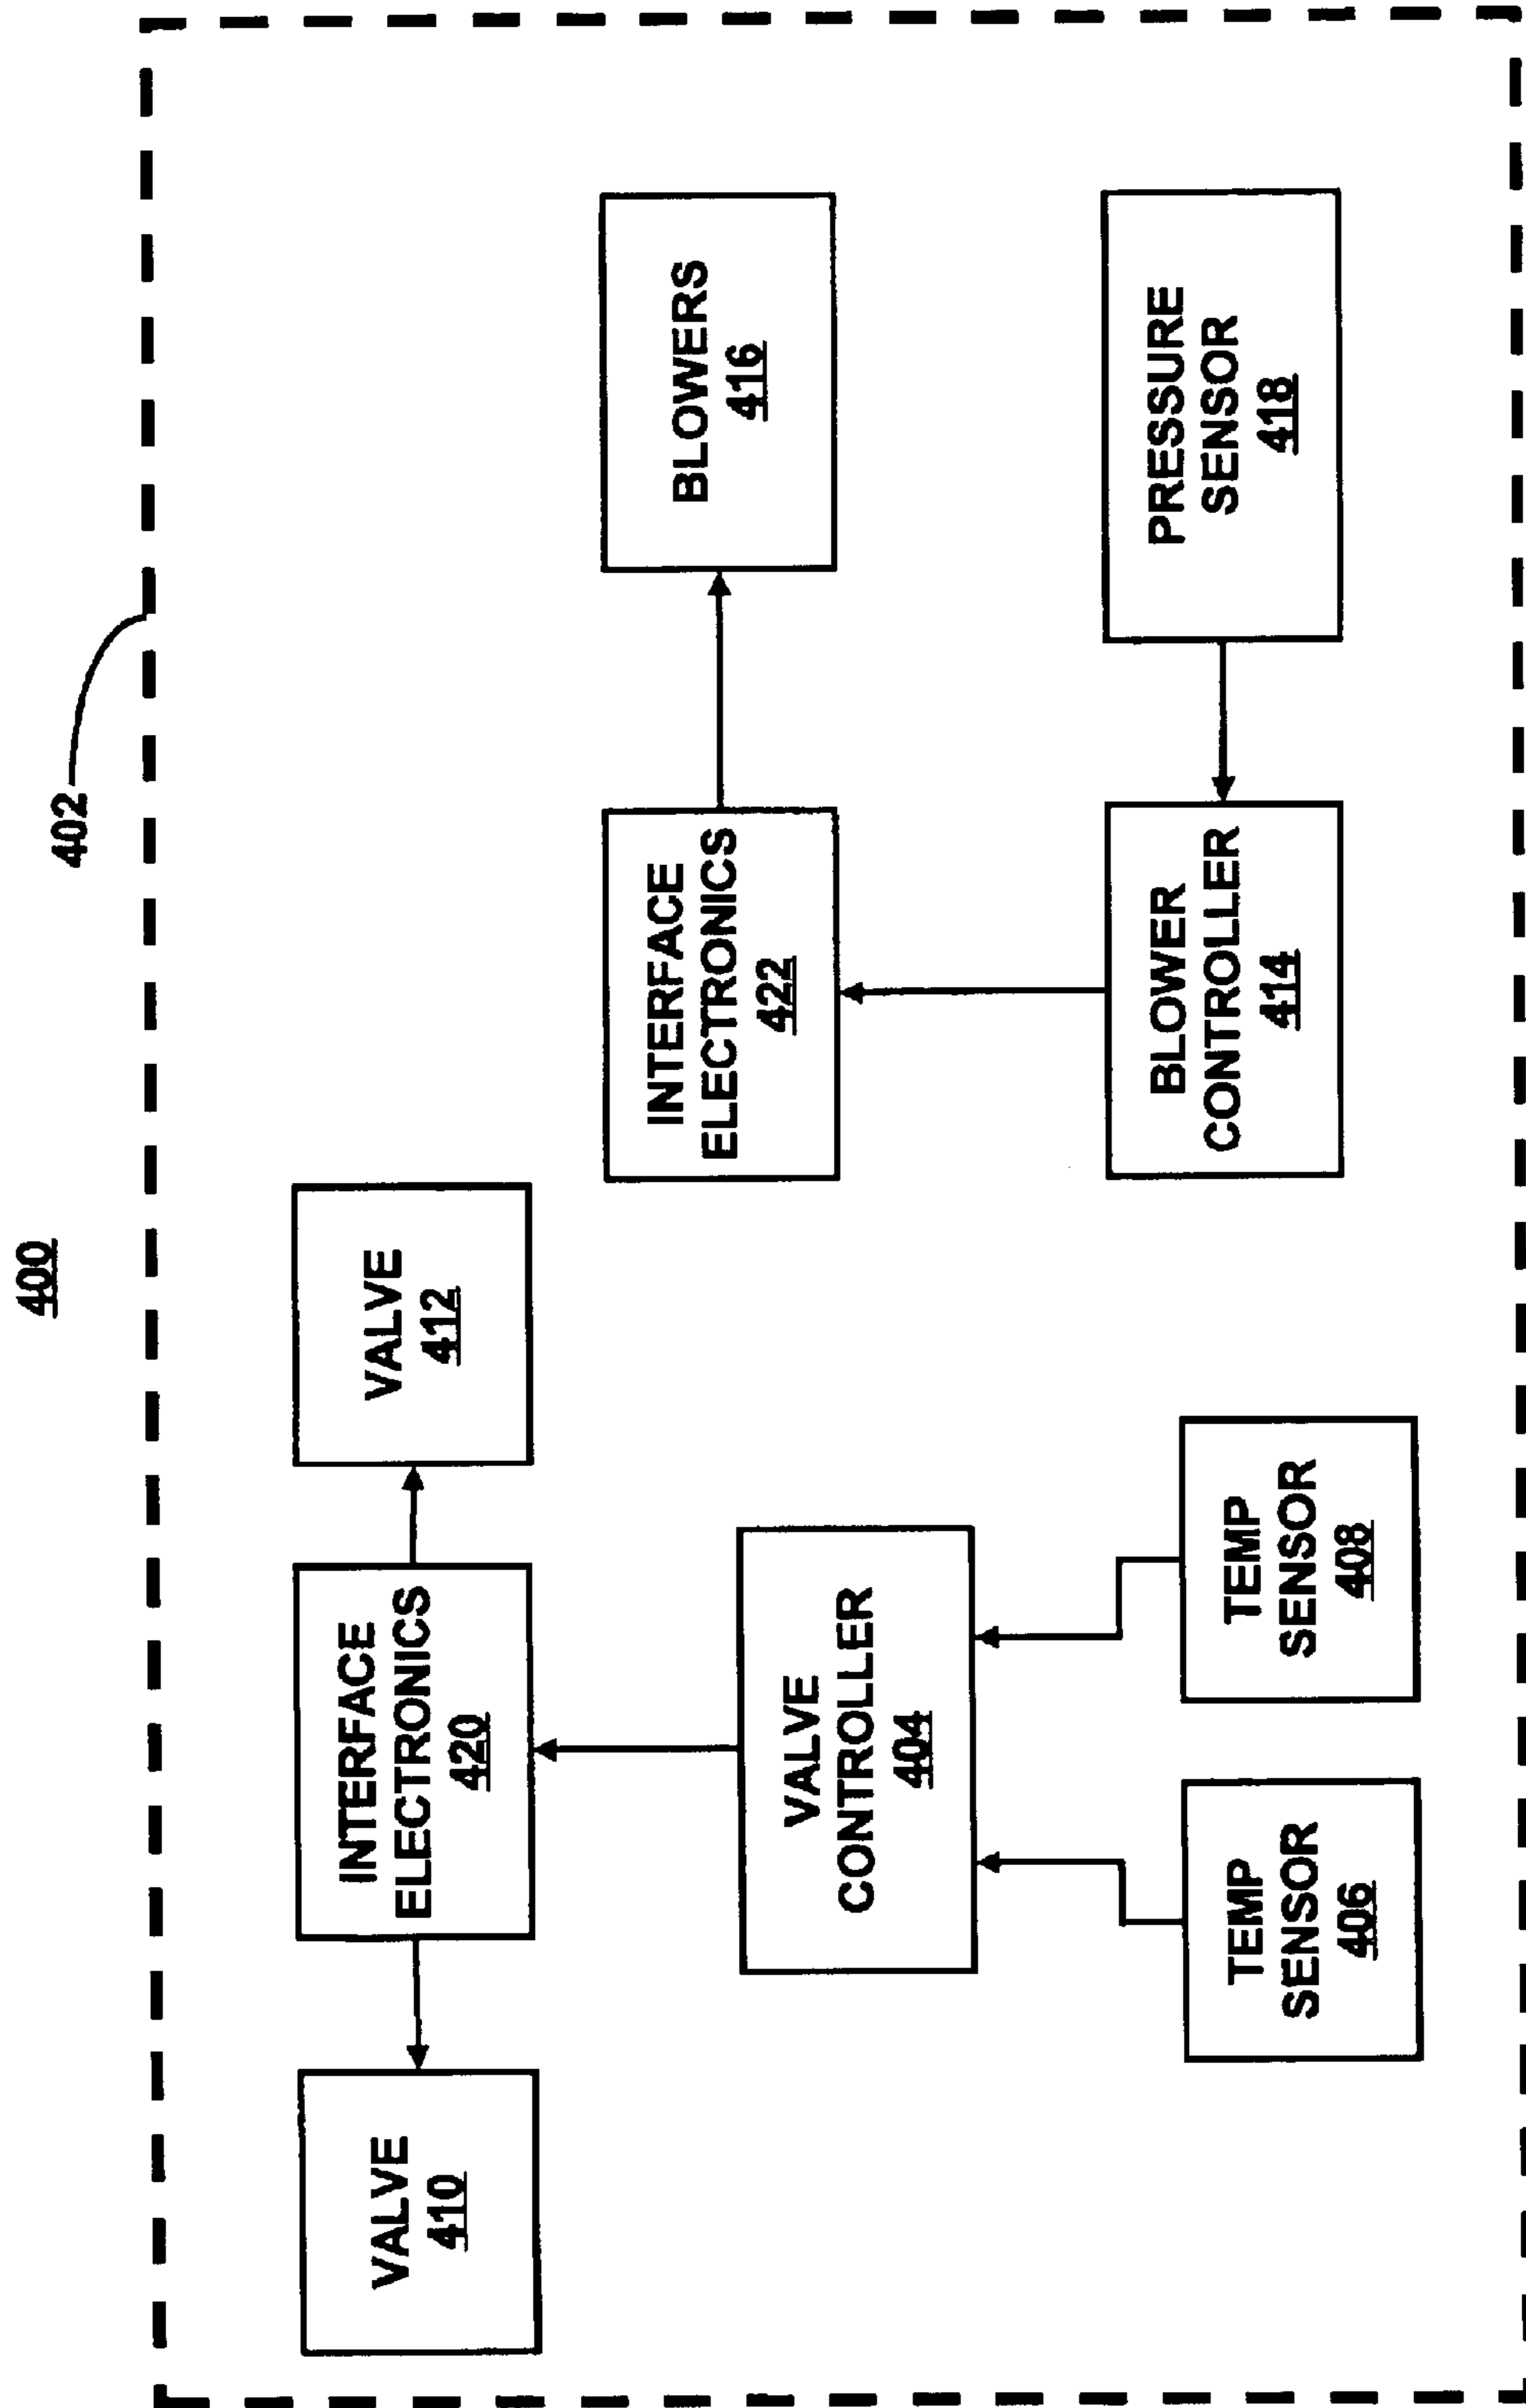 400
402
VALVE
410
INTERFACE
ELECTRONICS
420
VALVE
412
INTERFACE
ELECTRONICS
422
BLOWERS
416
VALVE
CONTROLLER
404
TEMP
SENSOR
406
TEMP
SENSOR
408
BLOWER
CONTROLLER
414
PRESSURE
SENSOR
418